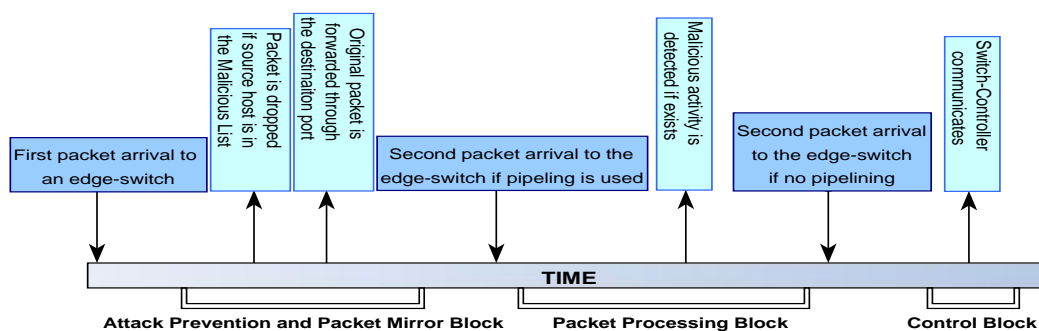 First packet arrival to
an edge-switch
Packet is dropped
if source host is in
the Malicious List
Original packet is
forwarded through
the destinaiton port
Second packet arrival to the
edge-switch if pipeling is used
Malicious activity is
detected if exists
Second packet arrival
to the edge-switch
if no pipelining
Switch-Controller
communicates
TIME
Attack Prevention and Packet Mirror Block
Packet Processing Block
Control Block